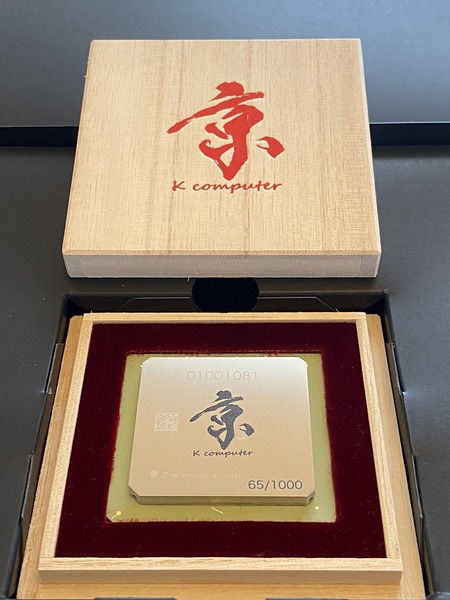 京
K computer
01001081
京
K computer
65/1000